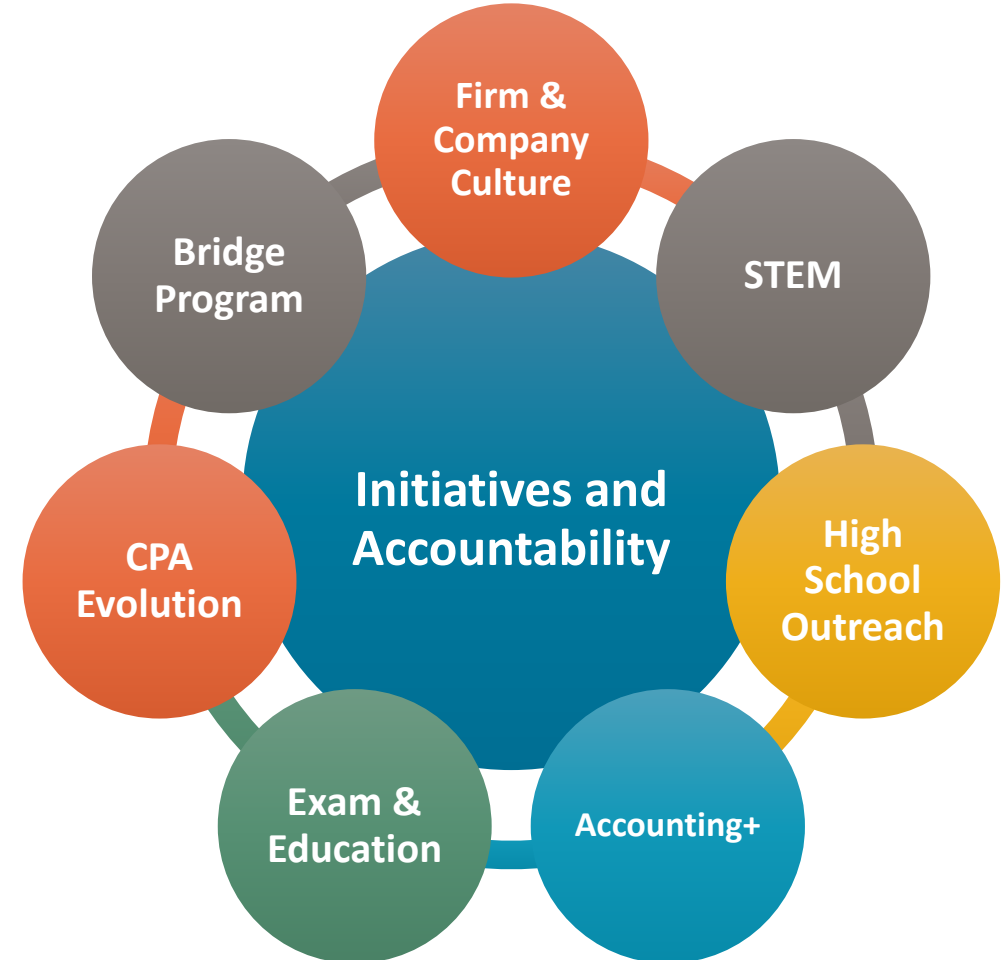 Firm &
Company
Culture
Bridge
Program
STEM
Initiatives and
Accountability
CPA
Evolution
High
School
Outreach
Exam &
Education
Accounting+